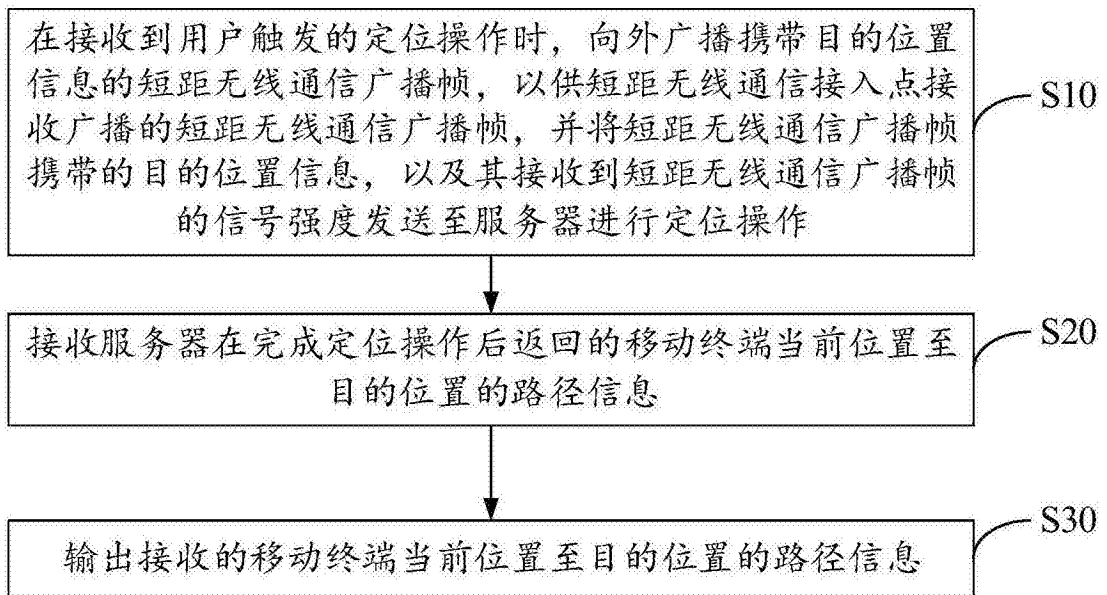 在接收到用户触发的定位操作时，向外广播携带目的位置
信息的短距无线通信广播帧，以供短距无线通信接入点接
收广播的短距无线通信广播帧，并将短距无线通信广播帧
携带的目的位置信息，以及其接收到短距无线通信广播帧
的信号强度发送至服务器进行定位操作
S10
接收服务器在完成定位操作后返回的移动终端当前位置至
目的位置的路径信息
S20
输出接收的移动终端当前位置至目的位置的路径信息
S30